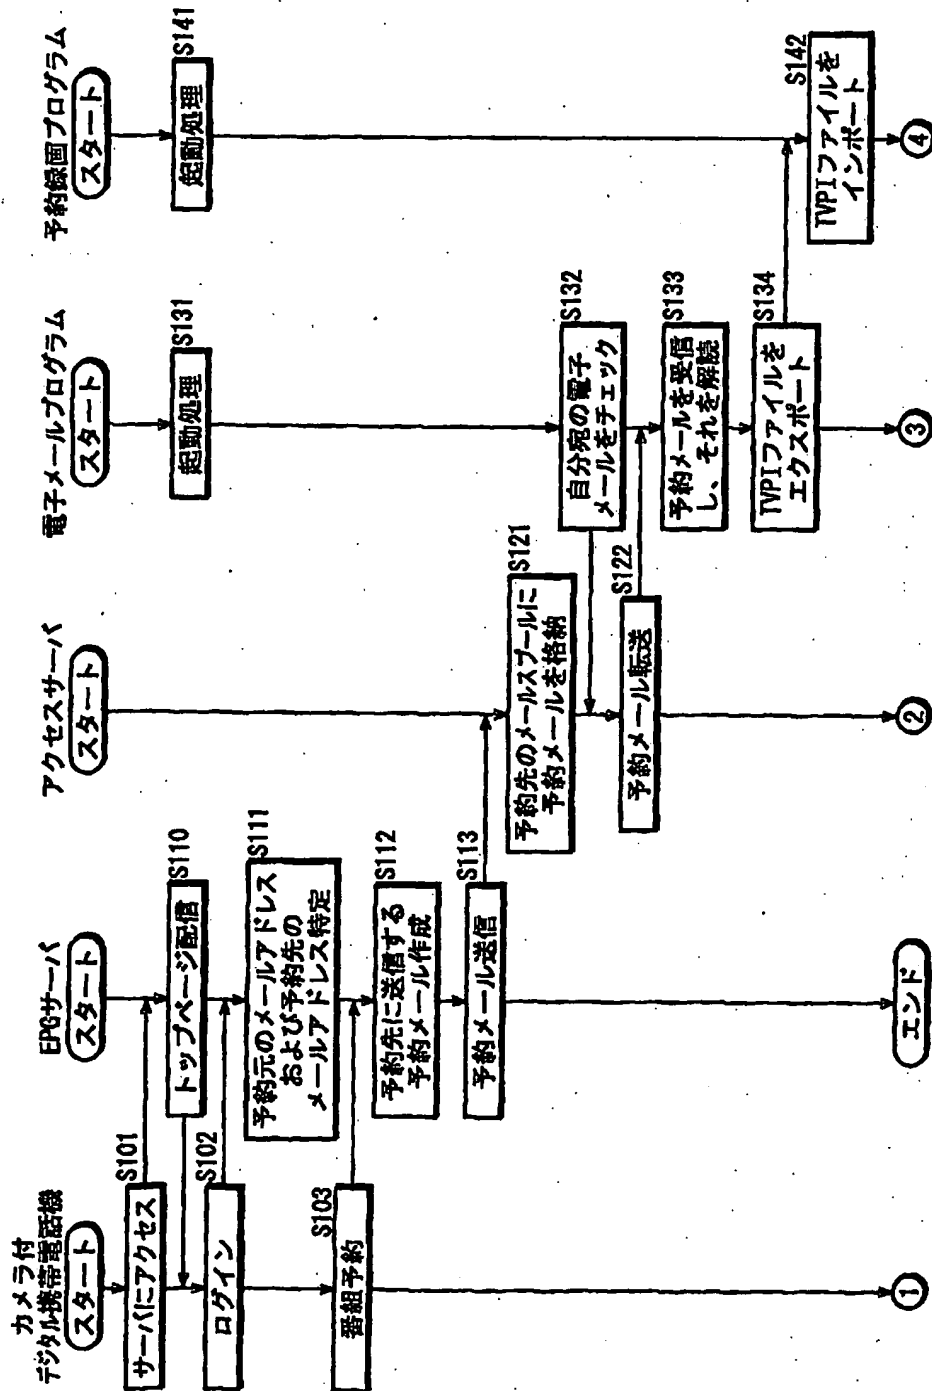 カメラ付
デジタル携帯電話機
スタート
サーバにアクセス
S101
ログイン
S102
番組予約
S103
①
EPGサーバ
スタート
トップページ配信
S110
予約元のメールアドレス
および予約先の
メールアドレス特定
S111
予約先に送信する
予約メール作成
S112
予約メール送信
S113
エンド
アクセスサーバ
スタート
予約先のメールスプールに
予約メールを格納
S121
予約メール転送
S122
②
電子メールプログラム
スタート
起動処理
S131
自分宛の電子
メールをチェック
S132
予約メールを受信
し、それを解読
S133
TVPIファイルを
エクスポート
S134
③
予約録画プログラム
スタート
起動処理
S141
TVPIファイルを
インポート
S142
④